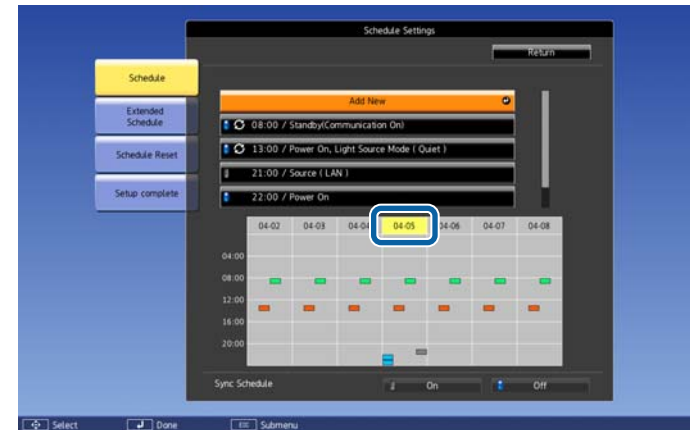 Schedule Settings
Return
Schedule
Extended
Schedule
Schedule Reset
Setup complete
Add New
08:00 / Standby(Communication On)
13:00 / Power On, Light Source Mode ( Quiet )
21:00 / Source ( LAN )
22:00 / Power On
04-02 04-03 04-04 04-05 04-06 04-07 04-08
04:00
08:00
12:00
16:00
20:00
Sync Schedule On Off
Select Done Esc Submenu